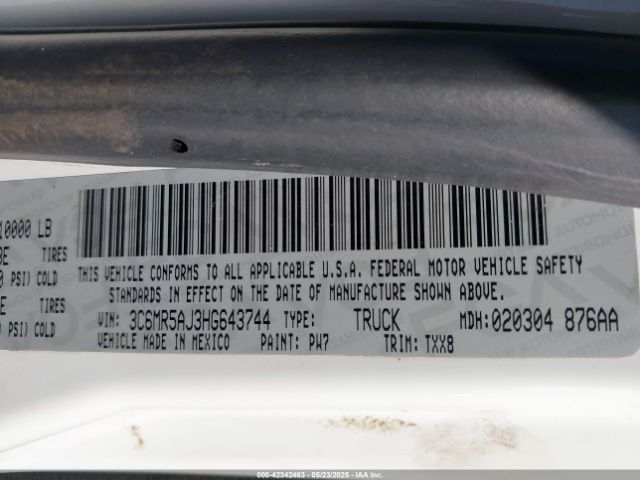 10000 LB
TIRES
PSI) COLD
TIRES
PSI) COLD
THIS VEHICLE CONFORMS TO ALL APPLICABLE U.S.A. FEDERAL MOTOR VEHICLE SAFETY
STANDARDS IN EFFECT ON THE DATE OF MANUFACTURE SHOWN ABOVE.
VIN: 3C6MR5AJ3HG643744 TYPE: TRUCK MDH: 020304 876AA
VEHICLE MADE IN MEXICO PAINT: PW7 TRIM: TXX8
000-42342463 - 05/23/2025 - IAA Inc.